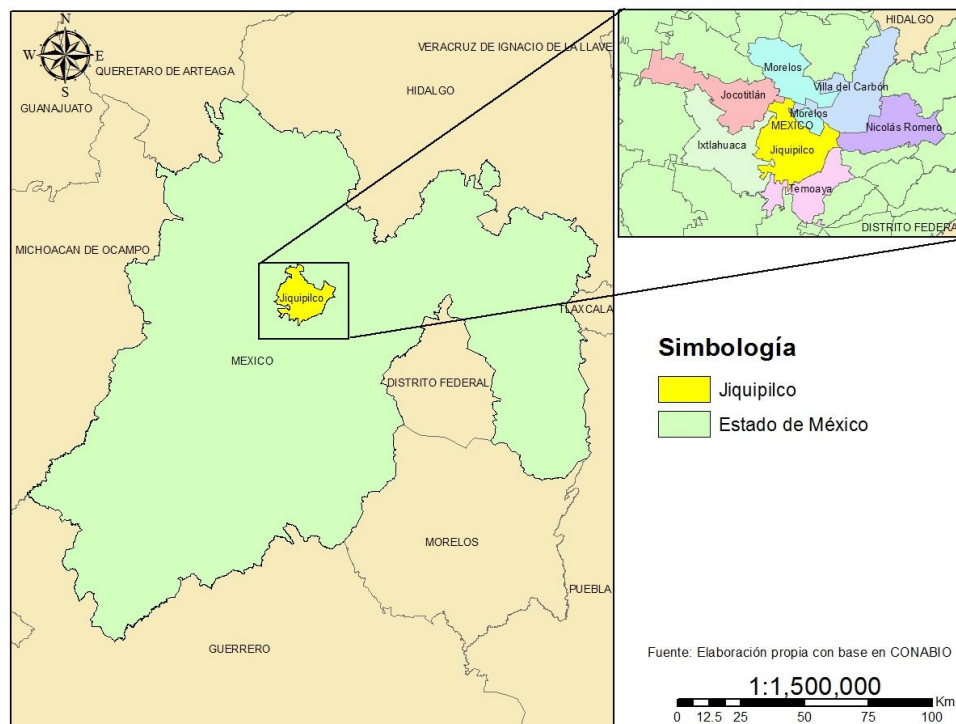 N
W E
S
QUERETARO DE ARTEAGA
GUANAJUATO
VERACRUZ DE IGNACIO DE LA LLAVE
HIDALGO
MICHOACAN DE OCAMPO
Jiquipilco
MEXICO
TLAXCALA
DISTRITO FEDERAL
MORELOS
PUEBLA
GUERRERO
HIDALGO
Morelos
Villa del Carbón
Jocotitlán
Morelos
Nicolás Romero
MEXICO
Ixtlahuaca
Jiquipilco
Temoaya
DISTRITO FEDERA
Simbología
Jiquipilco
Estado de México
Fuente: Elaboración propia con base en CONABIO
1:1,500,000
Km
0 12.5 25 50 75 100